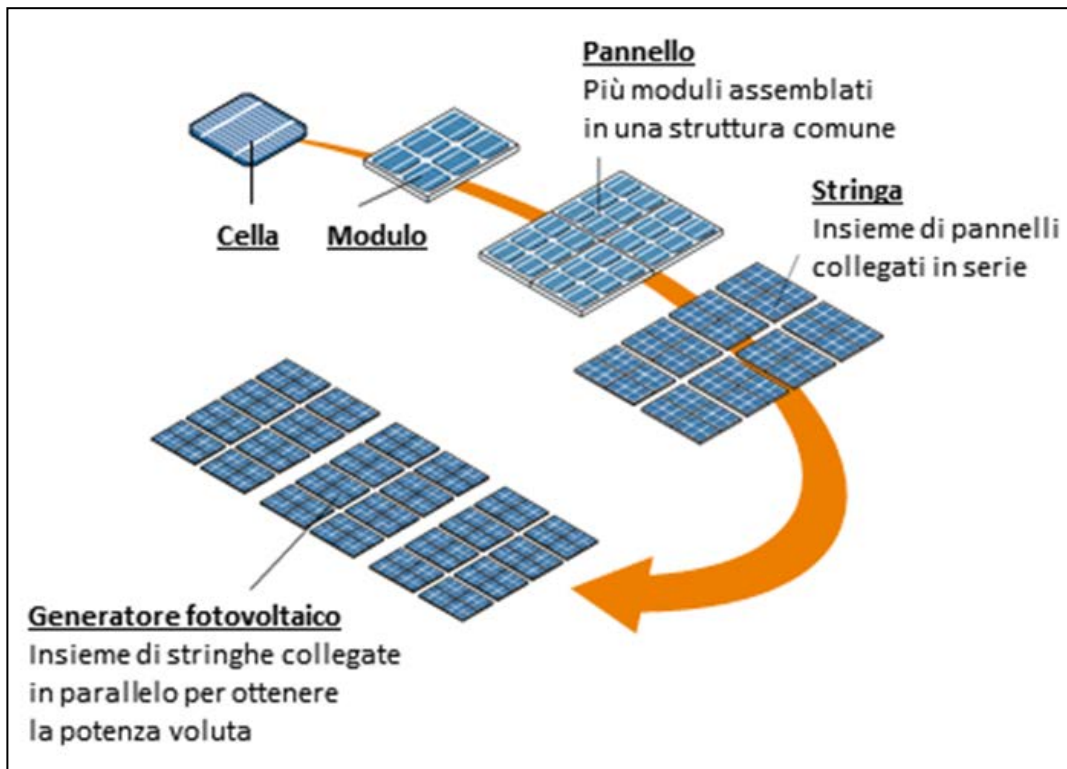 Pannello
Più moduli assemblati
in una struttura comune
Stringa
Insieme di pannelli
collegati in serie
Cella
Modulo
Generatore fotovoltaico
Insieme di stringhe collegate
in parallelo per ottenere
la potenza voluta